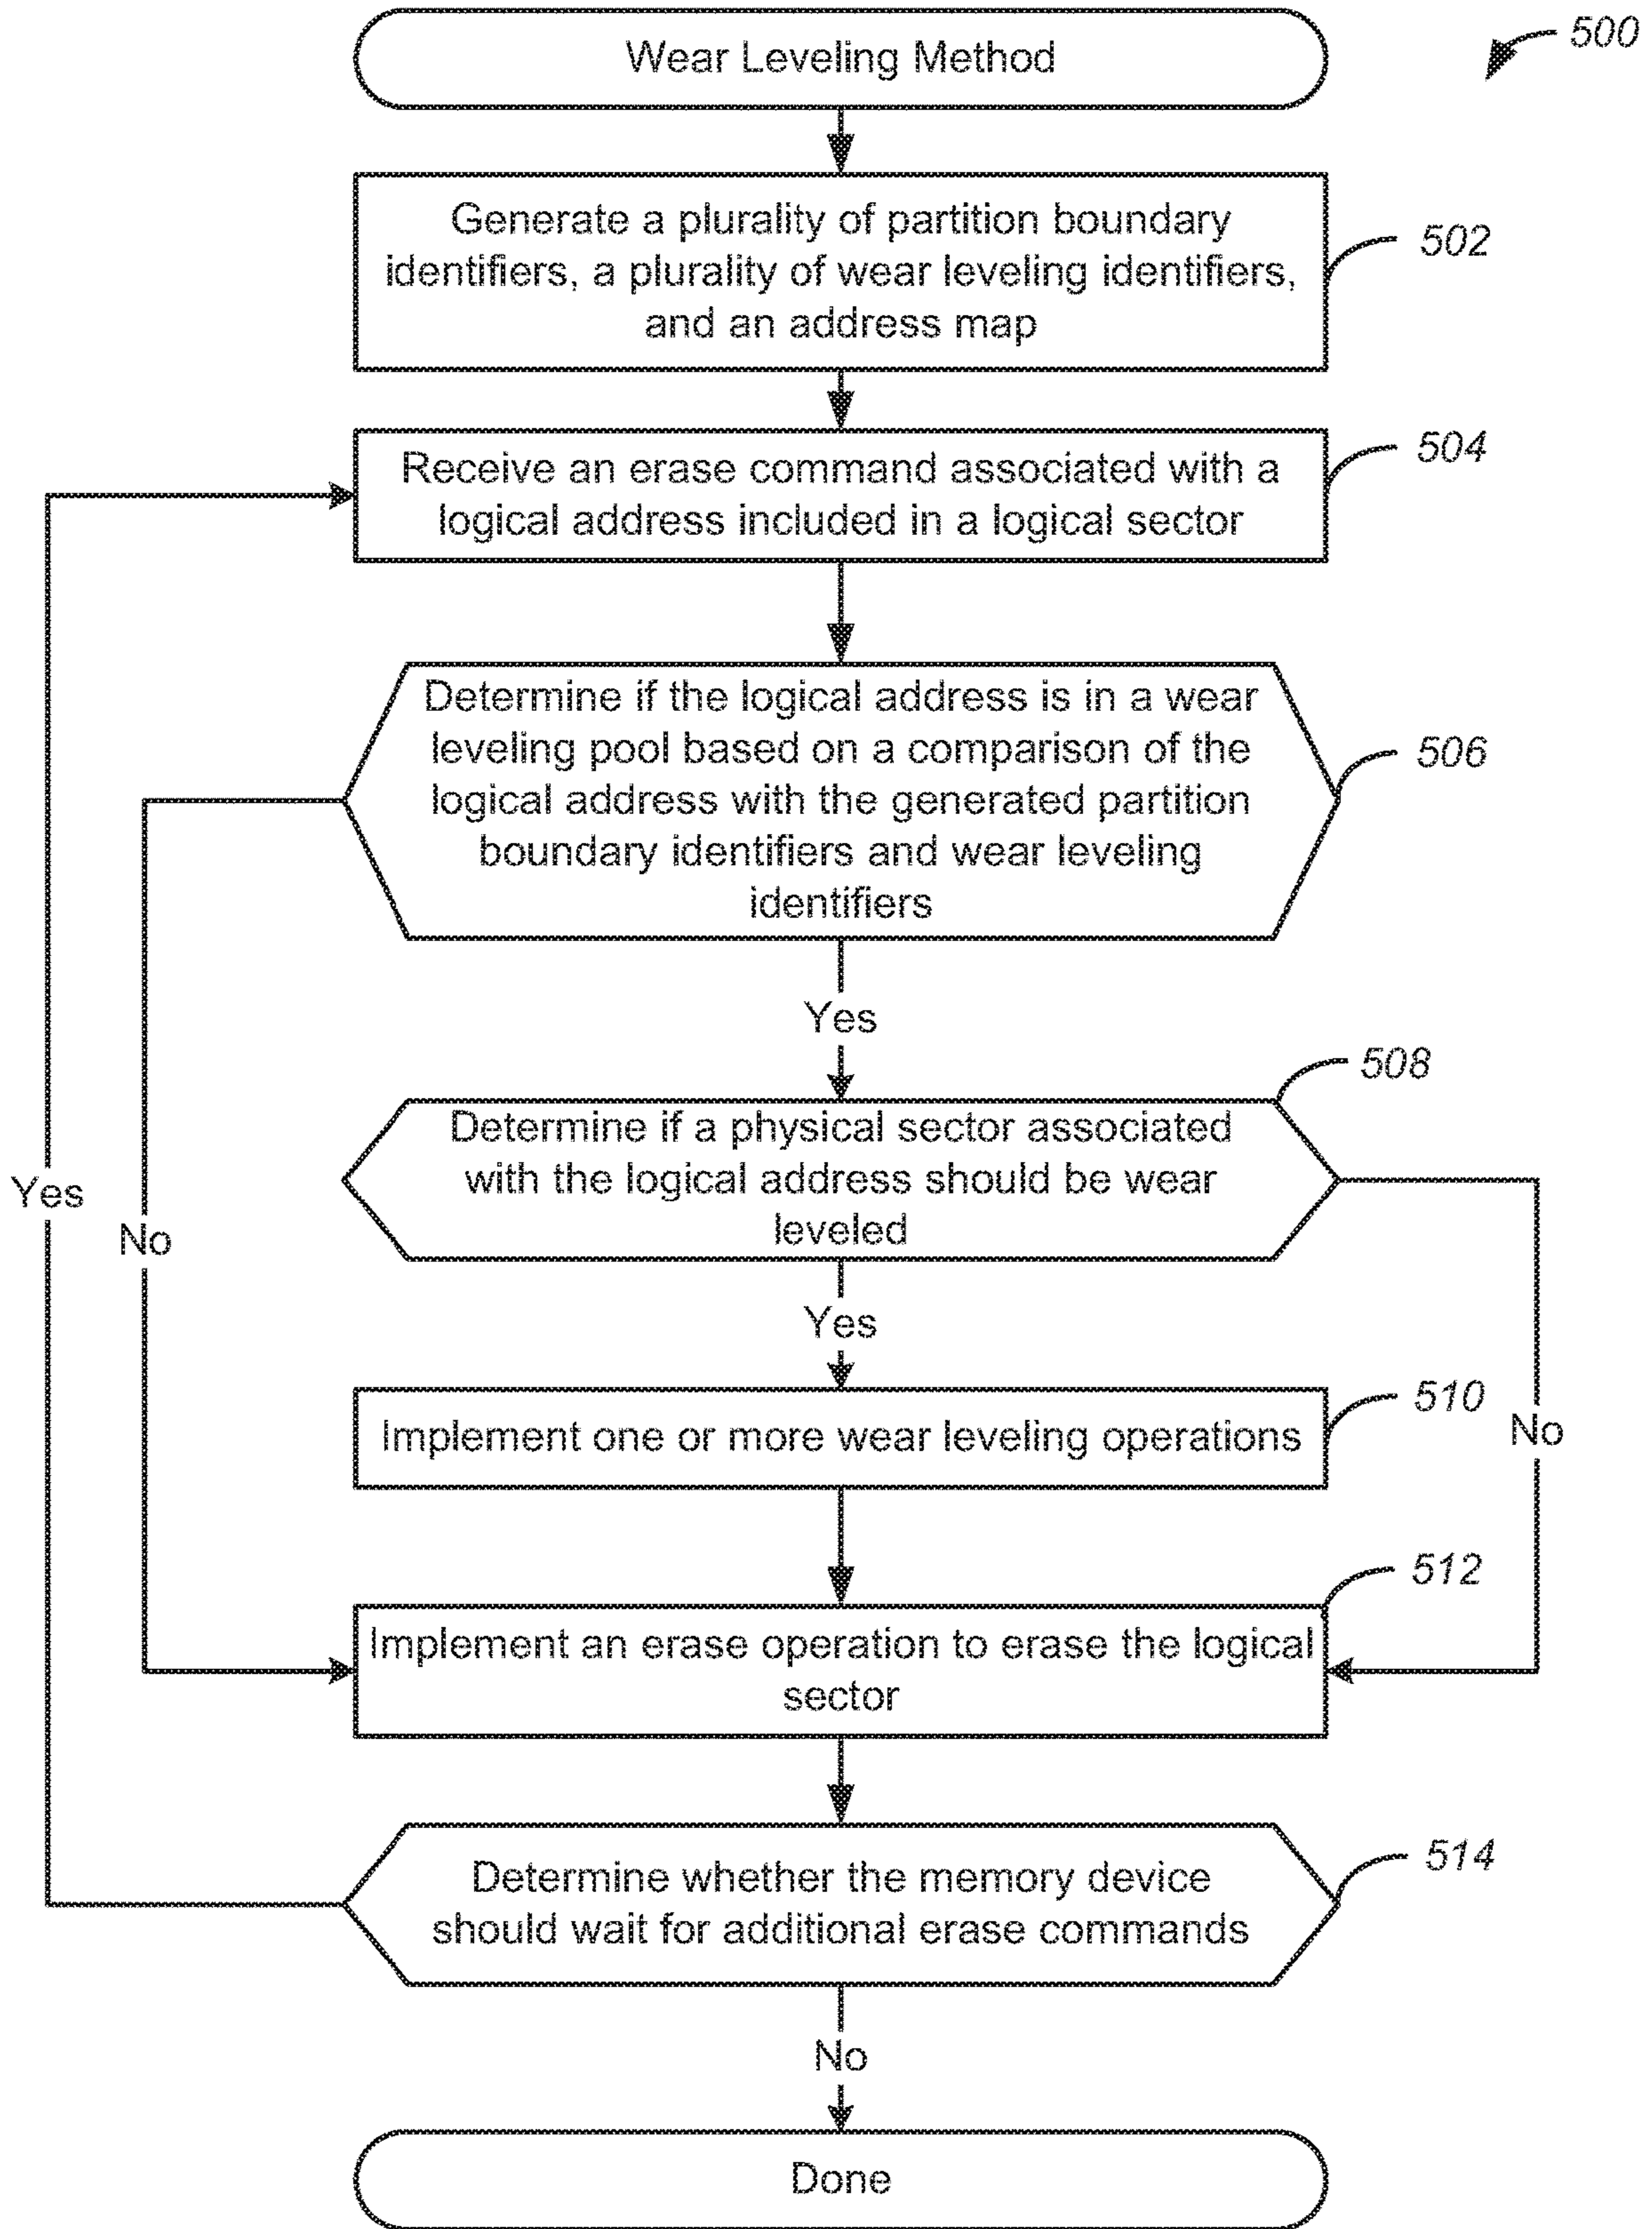 Wear Leveling Method
500
Generate a plurality of partition boundary
identifiers, a plurality of wear leveling identifiers,
and an address map
502
Receive an erase command associated with a
logical address included in a logical sector
504
Determine if the logical address is in a wear
leveling pool based on a comparison of the
logical address with the generated partition
boundary identifiers and wear leveling
identifiers
506
Yes
508
Determine if a physical sector associated
with the logical address should be wear
leveled
Yes
No
Yes
510
Implement one or more wear leveling operations
No
512
Implement an erase operation to erase the logical
sector
514
Determine whether the memory device
should wait for additional erase commands
No
Done